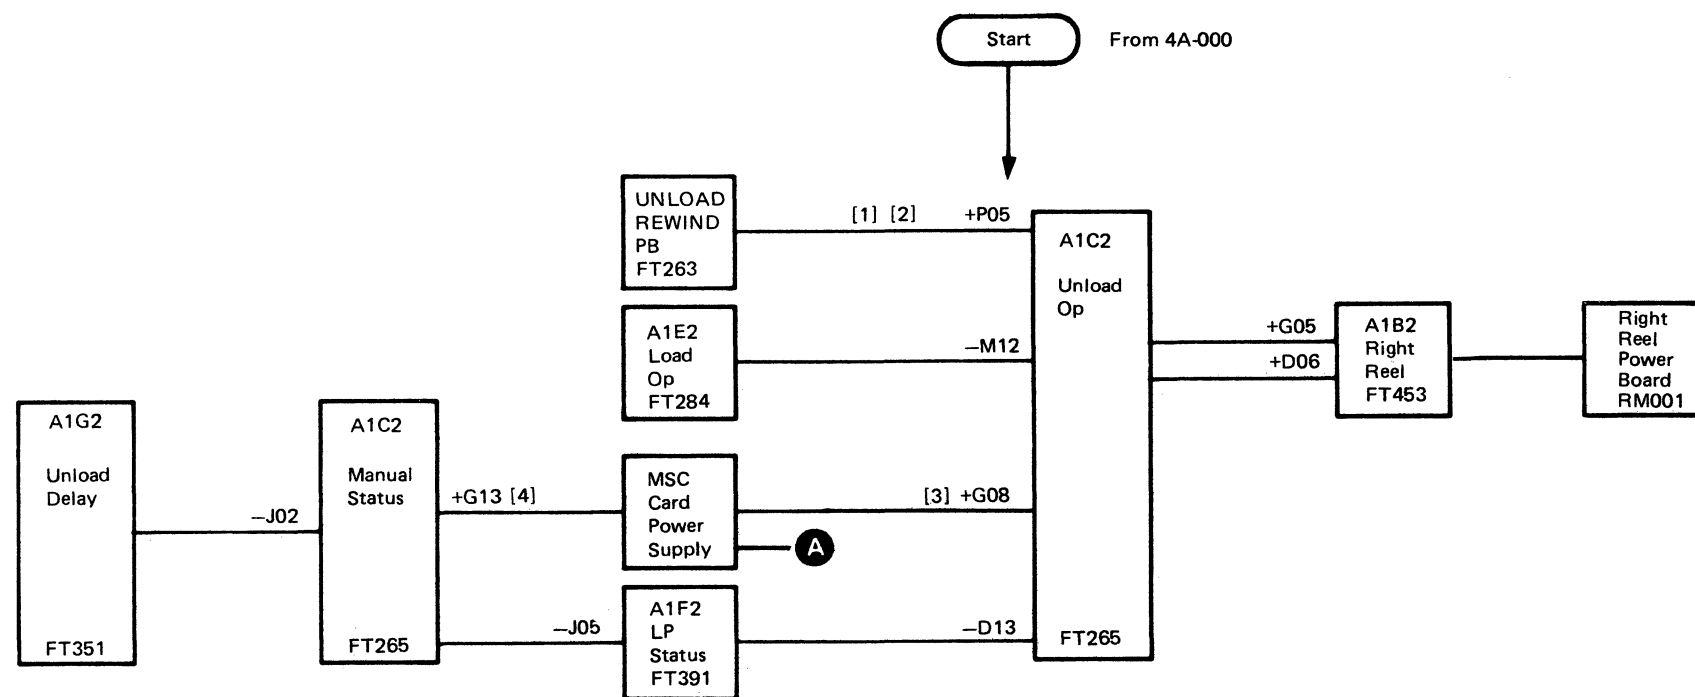 Start
From 4A-000
UNLOAD
REWIND
PB
FT263
[1] [2]
+P05
A1C2
Unload
Op
FT265
A1E2
Load
Op
FT284
–M12
+G05
+D06
A1B2
Right
Reel
FT453
Right
Reel
Power
Board
RM001
A1G2
Unload
Delay
FT351
–J02
A1C2
Manual
Status
FT265
+G13 [4]
MSC
Card
Power
Supply
[3] +G08
A
–J05
A1F2
LP
Status
FT391
–D13